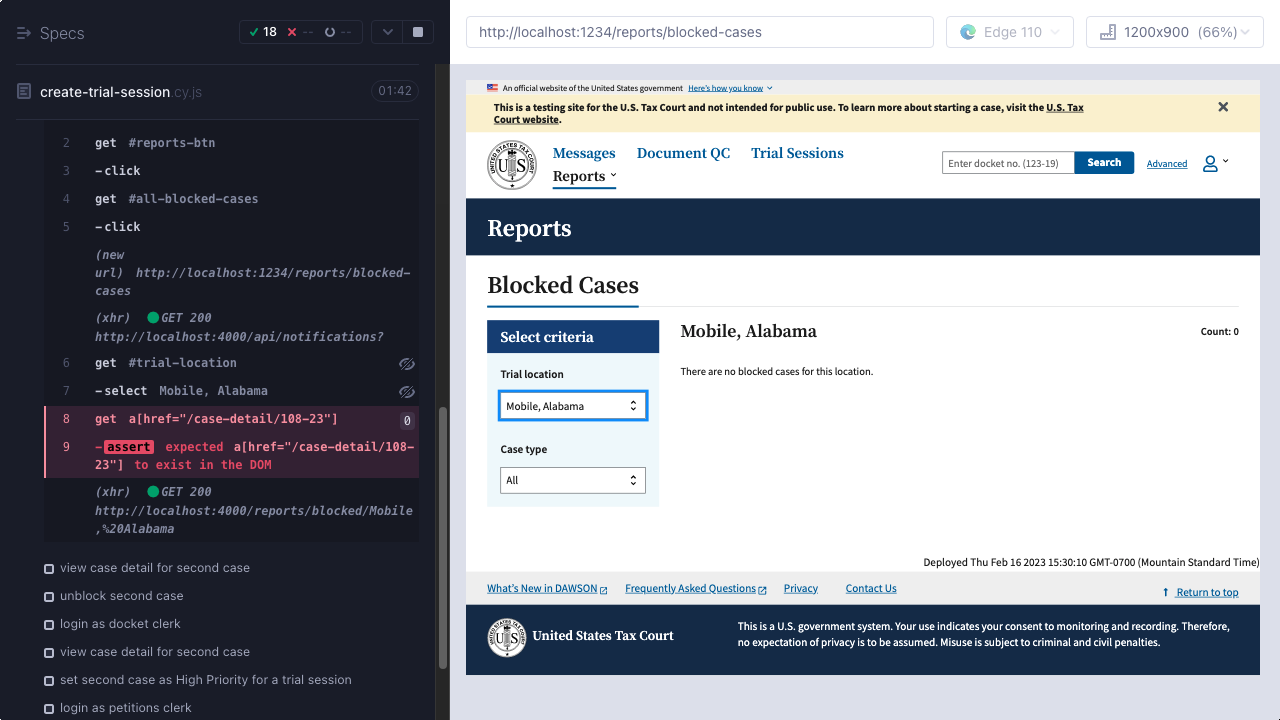 Specs
18
--
--
create-trial-session.cy.js
01:42
2 get #reports-btn
3 -click
4 get #all-blocked-cases
5 -click
(new
url) http://localhost:1234/reports/blocked-
cases
(xhr) GET 200
http://localhost:4000/api/notifications?
6 get #trial-location
7 -select Mobile, Alabama
8 get a[href="/case-detail/108-23"] 0
9 -assert expected a[href="/case-detail/108-
23"] to exist in the DOM
(xhr) GET 200
http://localhost:4000/reports/blocked/Mobile
,%20Alabama
view case detail for second case
unblock second case
login as docket clerk
view case detail for second case
set second case as High Priority for a trial session
login as petitions clerk
http://localhost:1234/reports/blocked-cases
Edge 110
1200x900 (66%)
An official website of the United States government Here's how you know
This is a testing site for the U.S. Tax Court and not intended for public use. To learn more about starting a case, visit the U.S. Tax
Court website.
Messages Document QC Trial Sessions
Reports
Enter docket no. (123-19)
Search
Advanced
Reports
Blocked Cases
Select criteria
Trial location
Mobile, Alabama
Case type
All
Mobile, Alabama
Count: 0
There are no blocked cases for this location.
Deployed Thu Feb 16 2023 15:30:10 GMT-0700 (Mountain Standard Time)
What's New in DAWSON Frequently Asked Questions Privacy Contact Us
Return to top
United States Tax Court
This is a U.S. government system. Your use indicates your consent to monitoring and recording. Therefore,
no expectation of privacy is to be assumed. Misuse is subject to criminal and civil penalties.